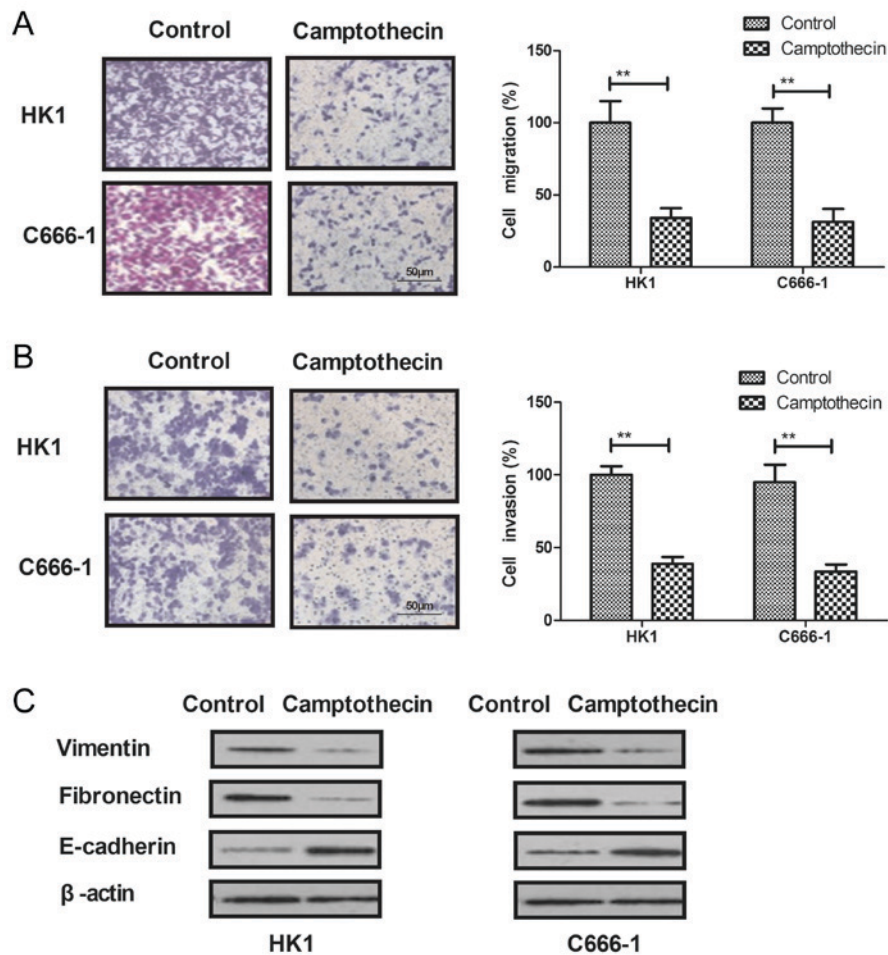 A
Control Camptothecin
HK1
C666-1
50μm
Control
Camptothecin
150
100
50
0
Cell migration (%)
**
**
HK1 C666-1
B
Control Camptothecin
HK1
C666-1
50μm
Control
Camptothecin
150
100
50
0
Cell invasion (%)
**
**
HK1 C666-1
C
Control Camptothecin Control Camptothecin
Vimentin
Fibronectin
E-cadherin
β-actin
HK1 C666-1